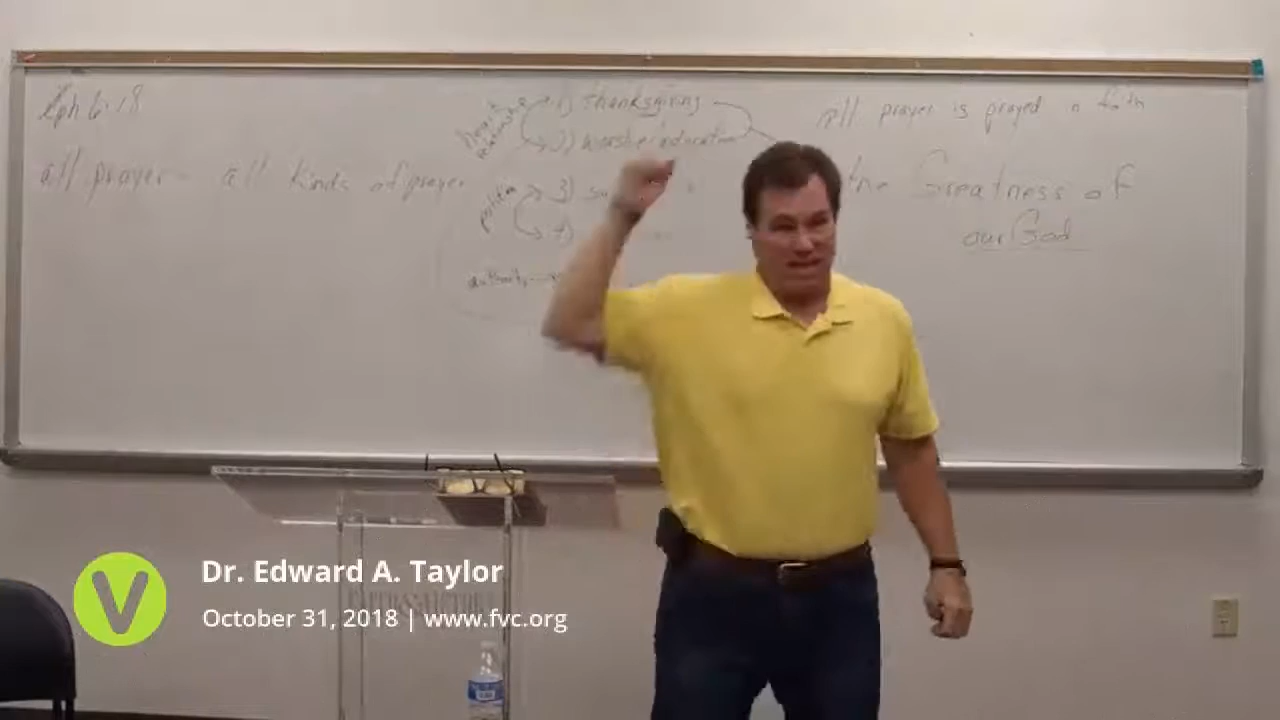 Eph 6:18
all prayer - all kinds of prayer
1) thanksgiving
2) worship/adoration
3)
4)
all prayer is prayed in faith
the Greatness of
our God
V
Dr. Edward A. Taylor
October 31, 2018 | www.fvc.org